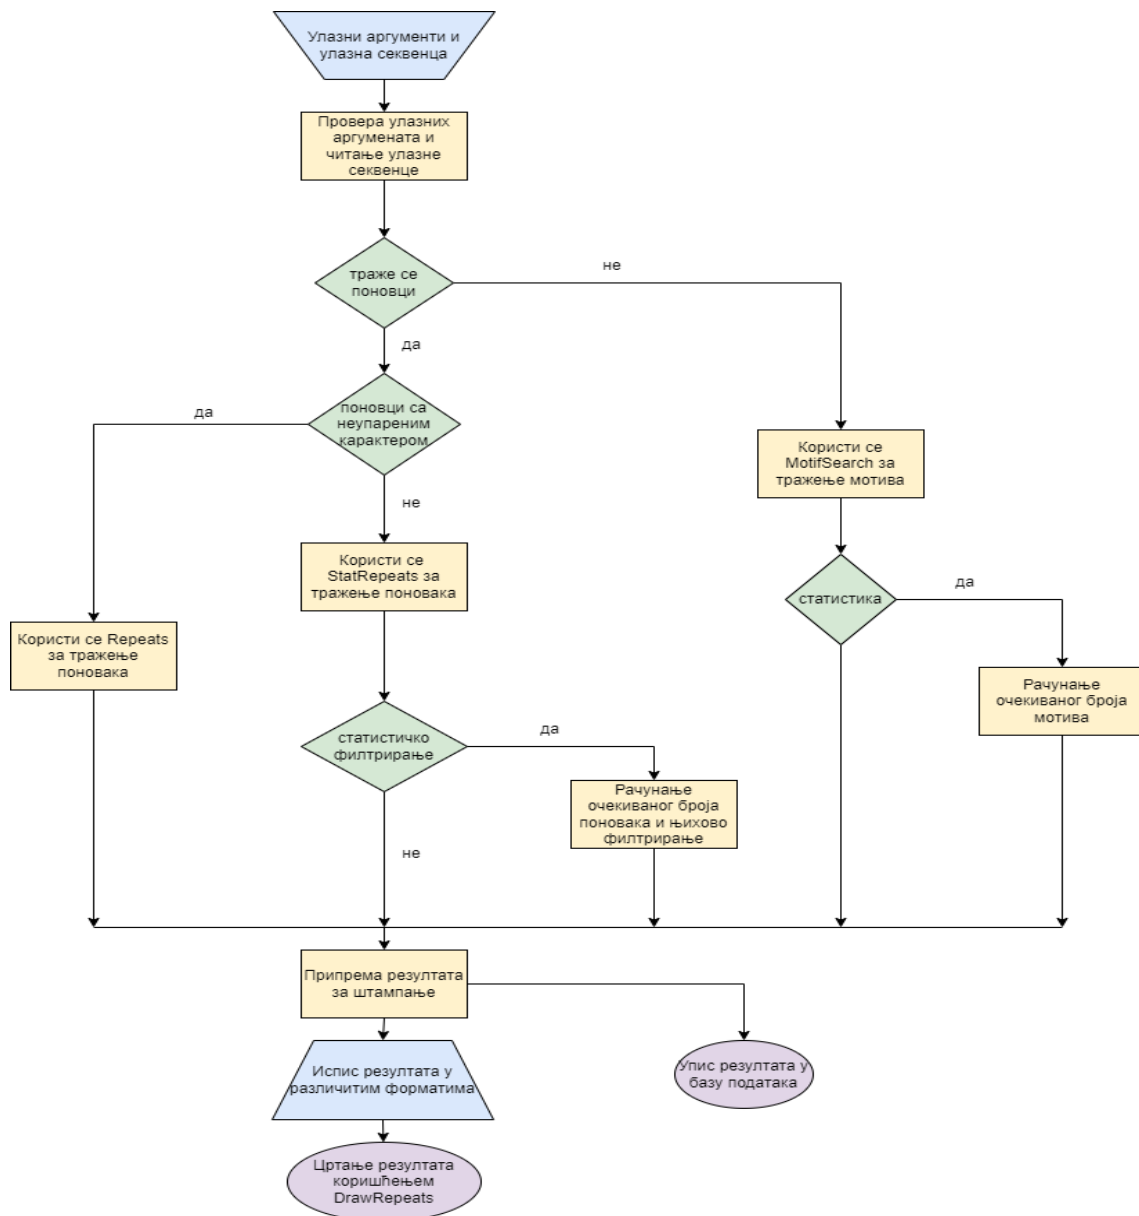 Улазни аргументи и
улазна секвенца
Провера улазних
аргумената и
читање улазне
секвенце
траже се
поновци
не
да
поновци са
неупареним
карактером
да
не
Користи се
MotifSearch за
тражење мотива
Користи се
StatRepeats за
тражење поновака
статистика
да
Користи се Repeats
за тражење
поновака
Рачунање
очекиваног броја
мотива
статистичко
филтрирање
да
не
Рачунање
очекиваног броја
поновака и њихово
филтрирање
Припрема резултата
за штампање
Испис резултата у
различитим форматима
Упис резултата у
базу података
Цртање резултата
коришћењем
DrawRepeats